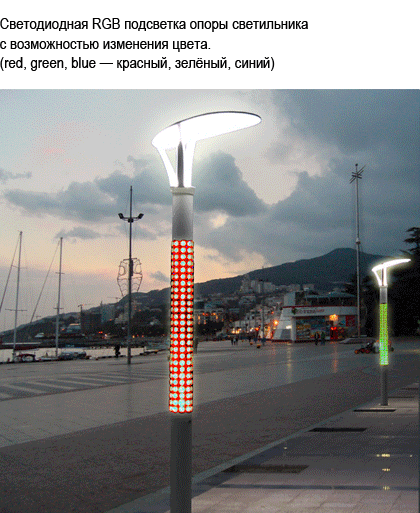 Светодиодная RGB подсветка опоры светильника
с возможностью изменения цвета.
(red, green, blue — красный, зелёный, синий)